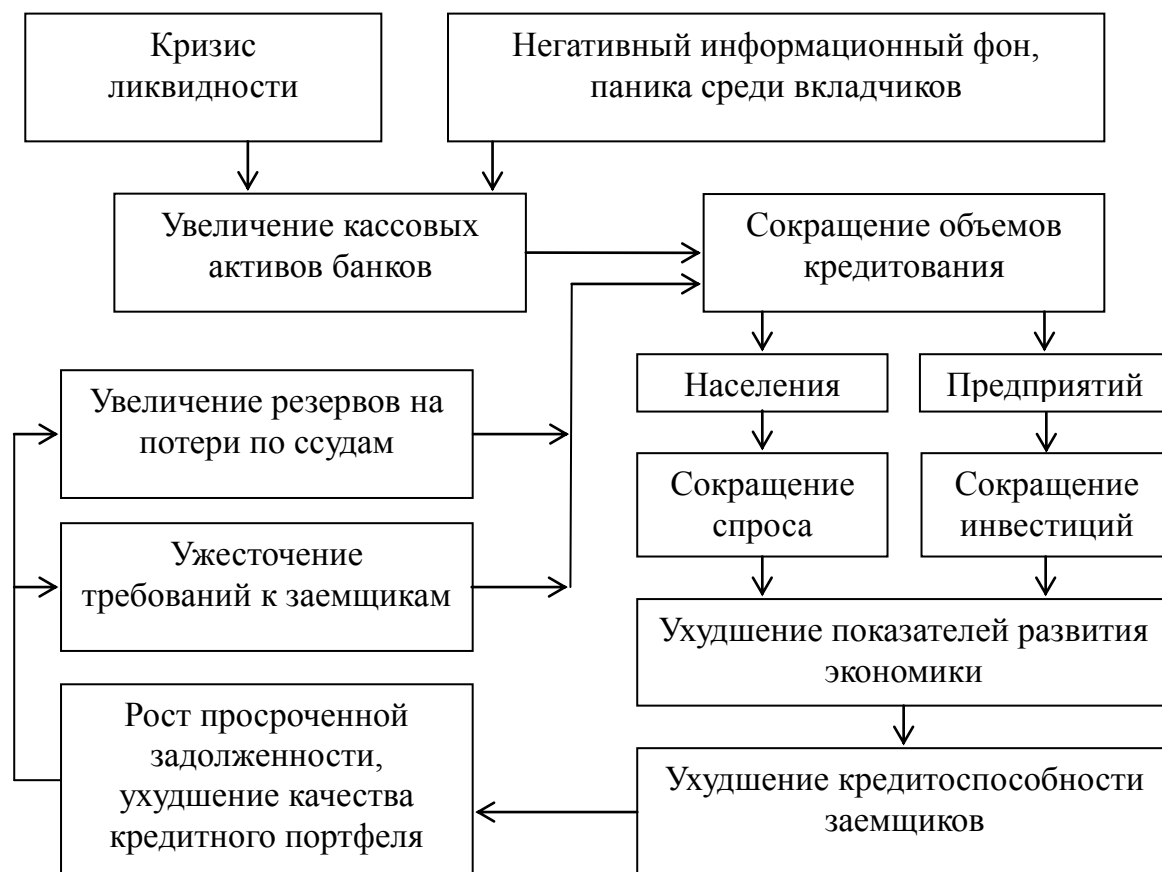 Кризис
ликвидности
Негативный информационный фон,
паника среди вкладчиков
Увеличение кассовых
активов банков
Сокращение объемов
кредитования
Населения
Предприятий
Увеличение резервов на
потери по ссудам
Сокращение
спроса
Сокращение
инвестиций
Ужесточение
требований к заемщикам
Ухудшение показателей развития
экономики
Рост просроченной
задолженности,
ухудшение качества
кредитного портфеля
Ухудшение кредитоспособности
заемщиков